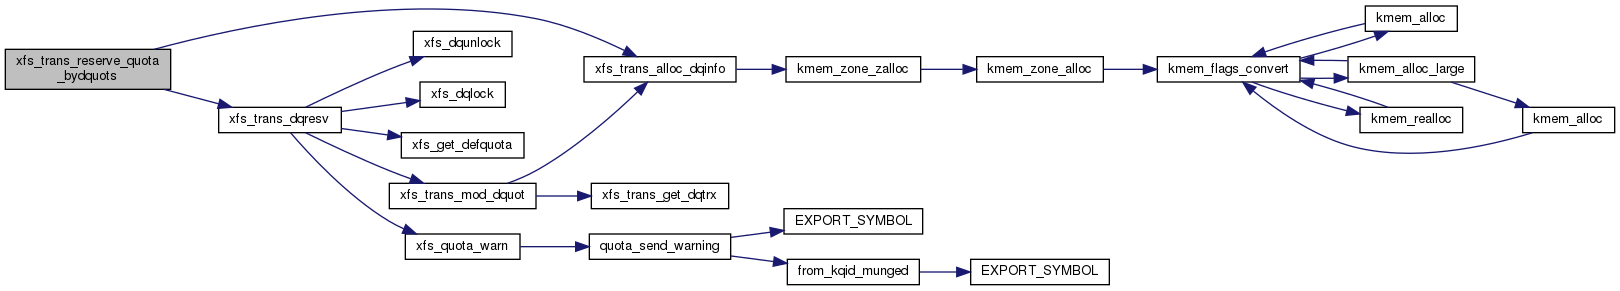 xfs_trans_reserve_quota
_bydquots
xfs_trans_dqresv
xfs_dqunlock
xfs_dqlock
xfs_get_defquota
xfs_trans_mod_dquot
xfs_quota_warn
xfs_trans_alloc_dqinfo
xfs_trans_get_dqtrx
quota_send_warning
kmem_zone_zalloc
EXPORT_SYMBOL
from_kqid_munged
kmem_zone_alloc
EXPORT_SYMBOL
kmem_flags_convert
kmem_alloc
kmem_alloc_large
kmem_realloc
kmem_alloc